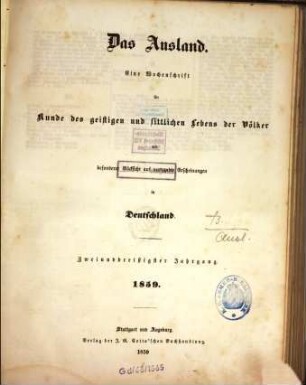 Das Ausland.
Eine Wochenschrift
für
Kunde des geistigen und sittlichen Lebens der Völker
mit
besonderer Rücksicht auf verwandte Erscheinungen
in
Deutschland.
Zweiunddreißigster Jahrgang.
1859.
Stuttgart und Augsburg.
Verlag der J. G. Cotta'schen Buchhandlung
1859